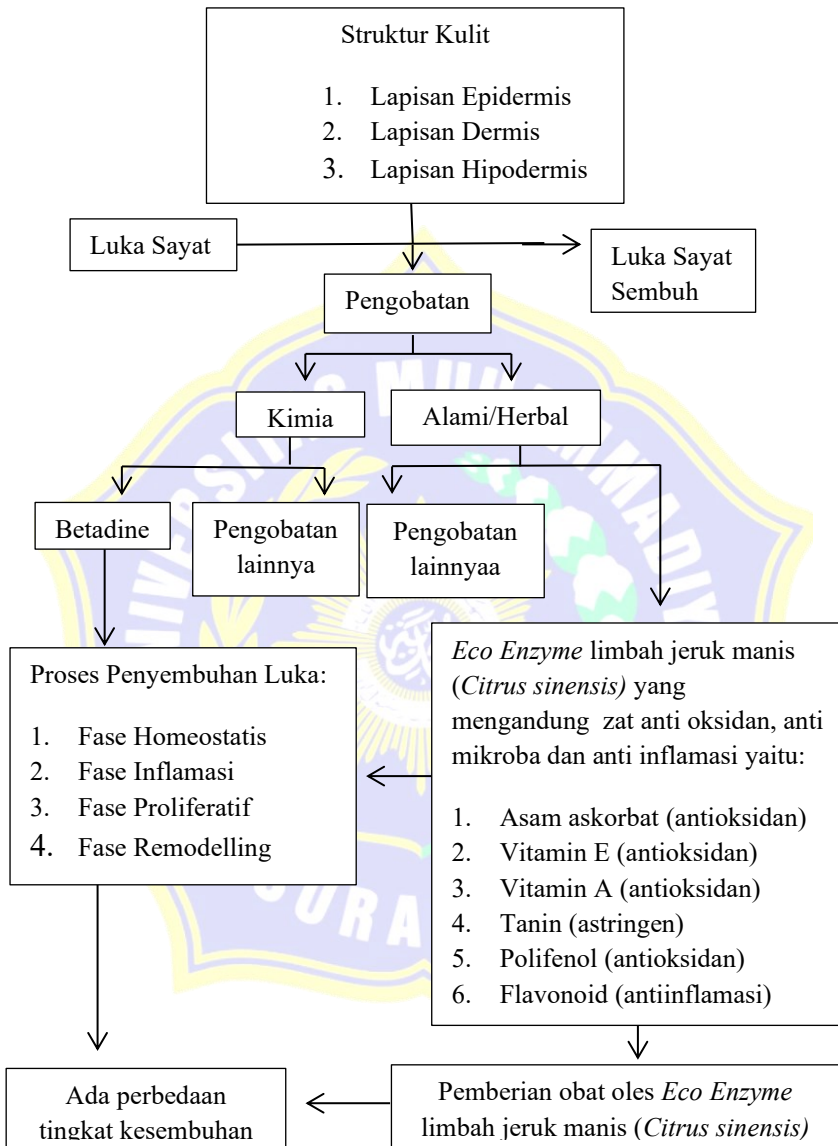 Struktur Kulit
1. Lapisan Epidermis
2. Lapisan Dermis
3. Lapisan Hipodermis
Luka Sayat
Luka Sayat
Sembuh
Pengobatan
Kimia
Alami/Herbal
Betadine
Pengobatan
lainnya
Pengobatan
lainnyaa
Proses Penyembuhan Luka:
1. Fase Homeostatis
2. Fase Inflamasi
3. Fase Proliferatif
4. Fase Remodelling
Eco Enzyme limbah jeruk manis
(Citrus sinensis) yang
mengandung zat anti oksidan, anti
mikroba dan anti inflamasi yaitu:
1. Asam askorbat (antioksidan)
2. Vitamin E (antioksidan)
3. Vitamin A (antioksidan)
4. Tanin (astringen)
5. Polifenol (antioksidan)
6. Flavonoid (antiinflamasi)
Ada perbedaan
tingkat kesembuhan
Pemberian obat oles Eco Enzyme
limbah jeruk manis (Citrus sinensis)